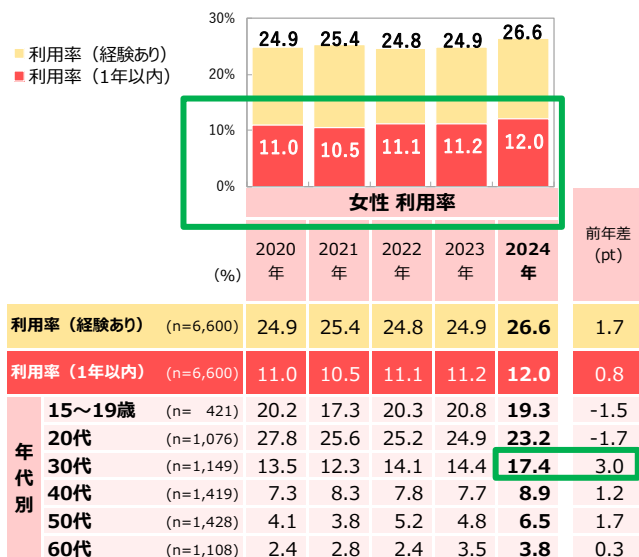 30%
20%
10%
0%
利用率（経験あり）
利用率（1年以内）
24.9 25.4 24.8 24.9 26.6
11.0 10.5 11.1 11.2 12.0
女性 利用率
(%) 2020年 2021年 2022年 2023年 2024年 前年差(pt)
利用率（経験あり） (n=6,600) 24.9 25.4 24.8 24.9 26.6 1.7
利用率（1年以内） (n=6,600) 11.0 10.5 11.1 11.2 12.0 0.8
年代別
15～19歳 (n= 421) 20.2 17.3 20.3 20.8 19.3 -1.5
20代 (n=1,076) 27.8 25.6 25.2 24.9 23.2 -1.7
30代 (n=1,149) 13.5 12.3 14.1 14.4 17.4 3.0
40代 (n=1,419) 7.3 8.3 7.8 7.7 8.9 1.2
50代 (n=1,428) 4.1 3.8 5.2 4.8 6.5 1.7
60代 (n=1,108) 2.4 2.8 2.4 3.5 3.8 0.3